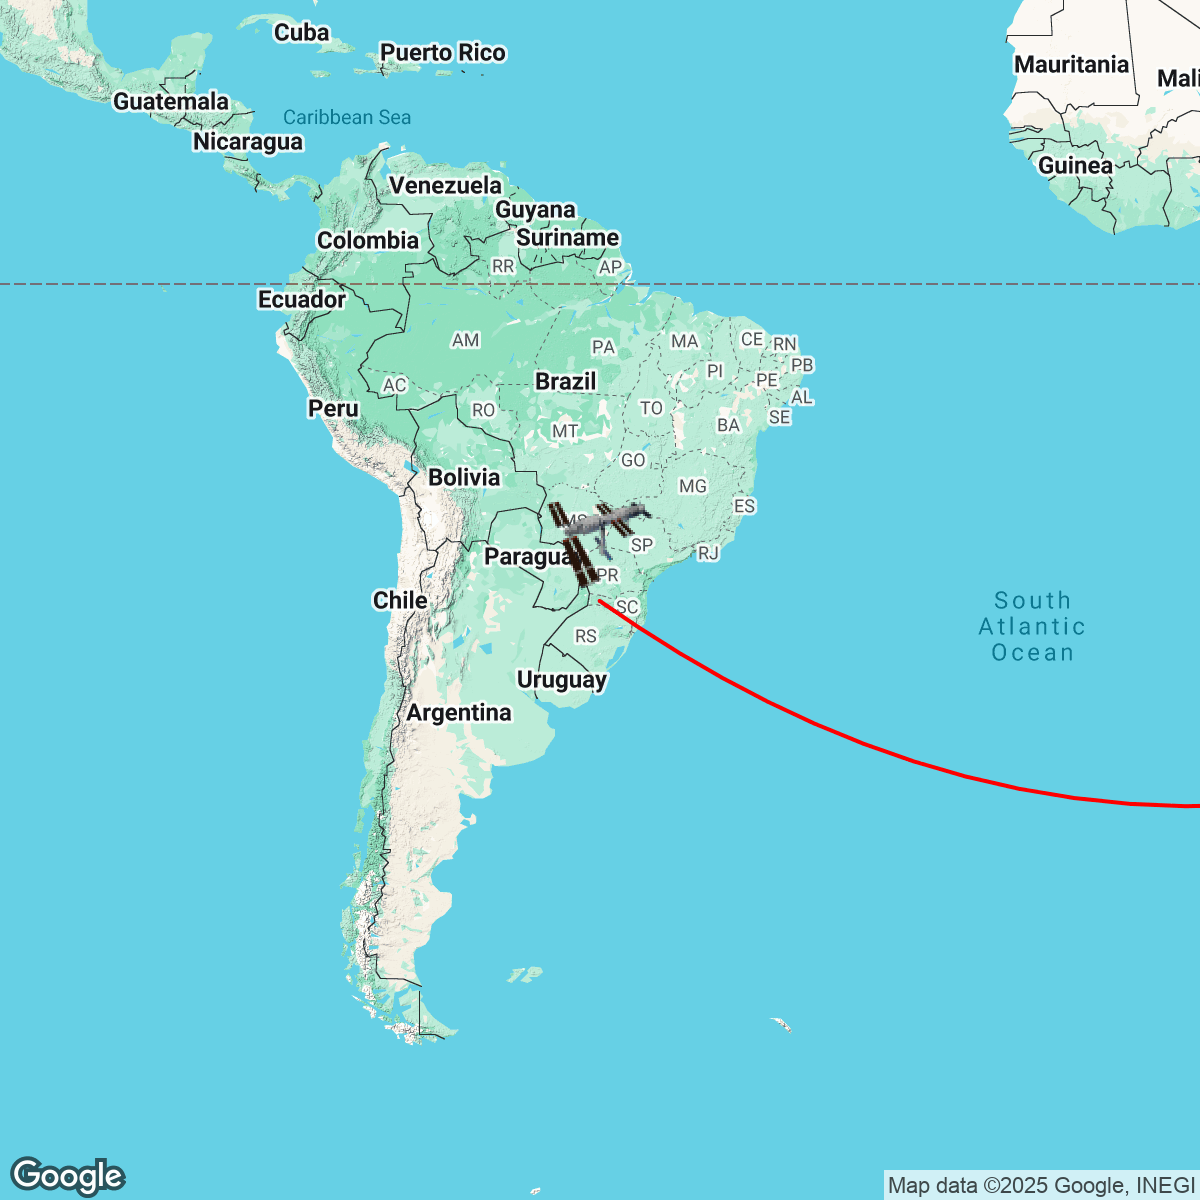 Cuba
Puerto Rico
Mauritania
Mali
Guatemala
Caribbean Sea
Nicaragua
Guinea
Venezuela
Guyana
Colombia
Suriname
RR
AP
Ecuador
AM
PA
MA
CE
RN
PI
PB
Brazil
PE
AC
AL
Peru
RO
TO
SE
MT
BA
GO
Bolivia
MG
ES
MS
SP
RJ
Paragua
PR
Chile
SC
South
Atlantic
Ocean
RS
Uruguay
Argentina
Google
Map data ©2025 Google, INEGI